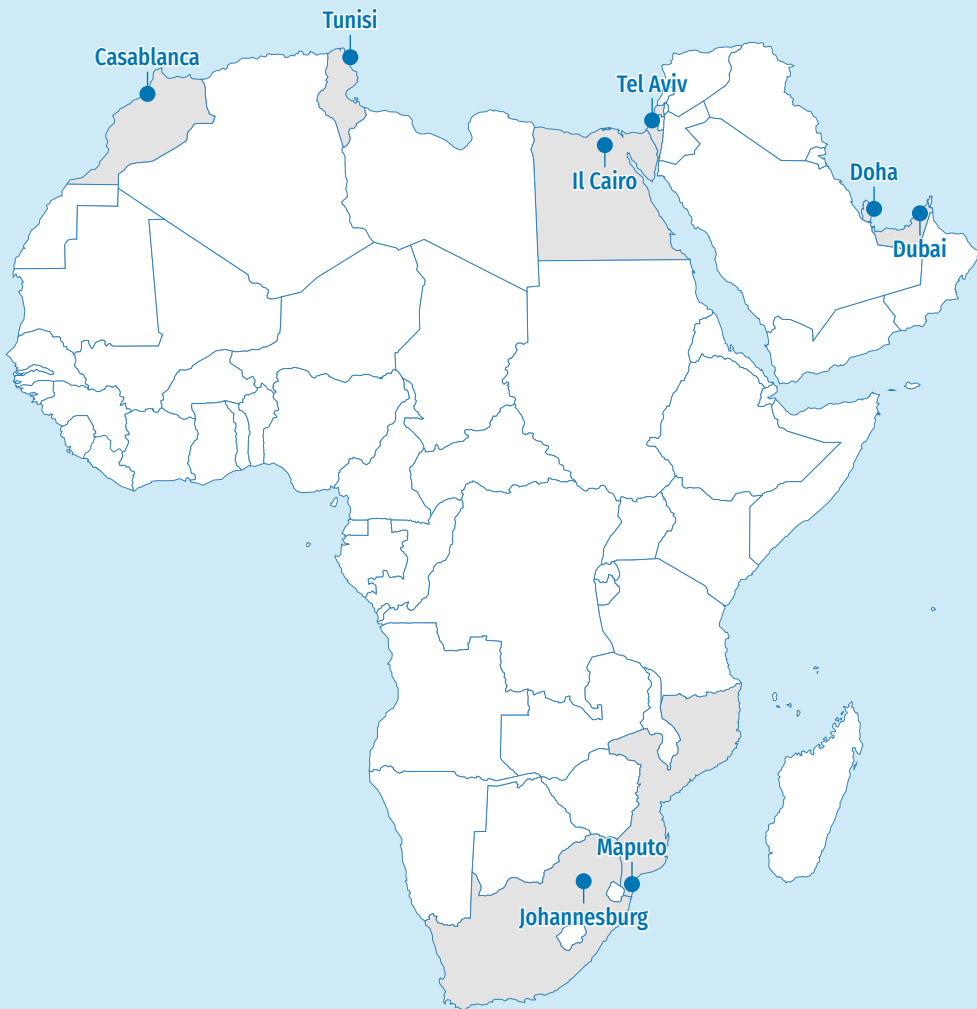 Tunisi
Casablanca
Tel Aviv
Il Cairo
Doha
Dubai
Maputo
Johannesburg